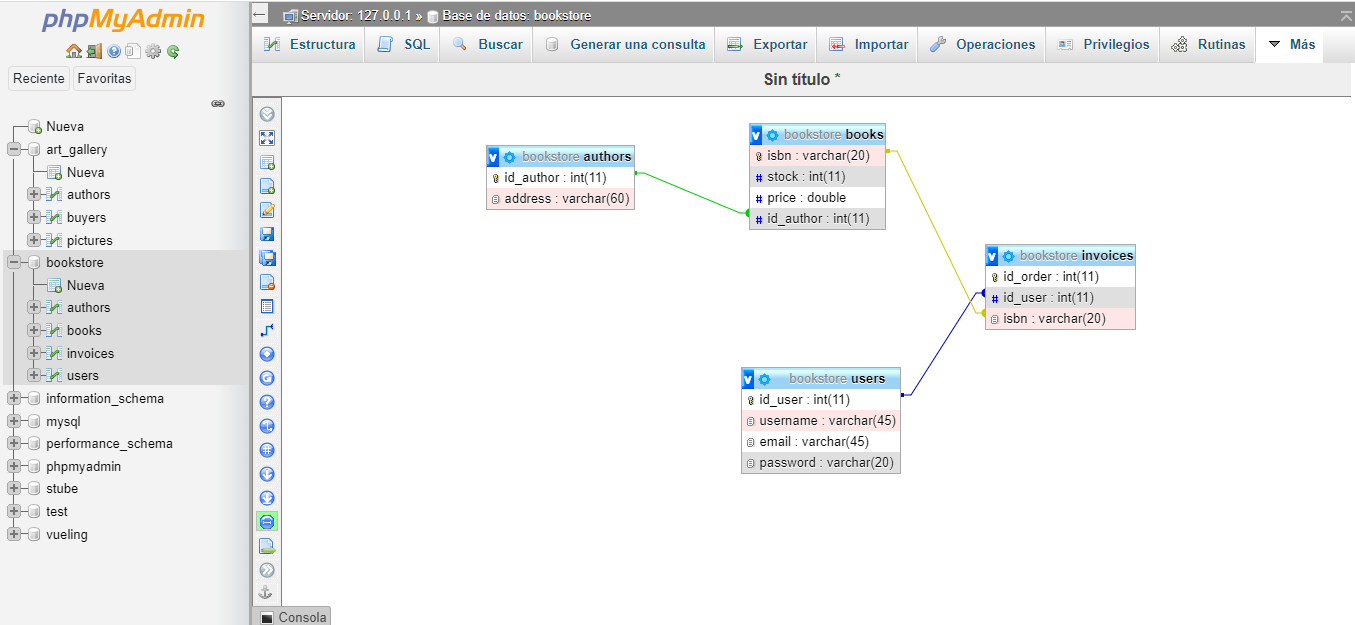 phpMyAdmin
Reciente Favoritas
Nueva
art_gallery
Nueva
authors
buyers
pictures
bookstore
Nueva
authors
books
invoices
users
information_schema
mysql
performance_schema
phpmyadmin
stube
test
vueling
Servidor: 127.0.0.1 » Base de datos: bookstore
Estructura SQL Buscar Generar una consulta Exportar Importar Operaciones Privilegios Rutinas Más
Sin título *
bookstore authors
id_author : int(11)
address : varchar(60)
bookstore books
isbn : varchar(20)
# stock : int(11)
# price : double
# id_author : int(11)
bookstore invoices
id_order : int(11)
# id_user : int(11)
isbn : varchar(20)
bookstore users
id_user : int(11)
username : varchar(45)
email : varchar(45)
password : varchar(20)
Consola